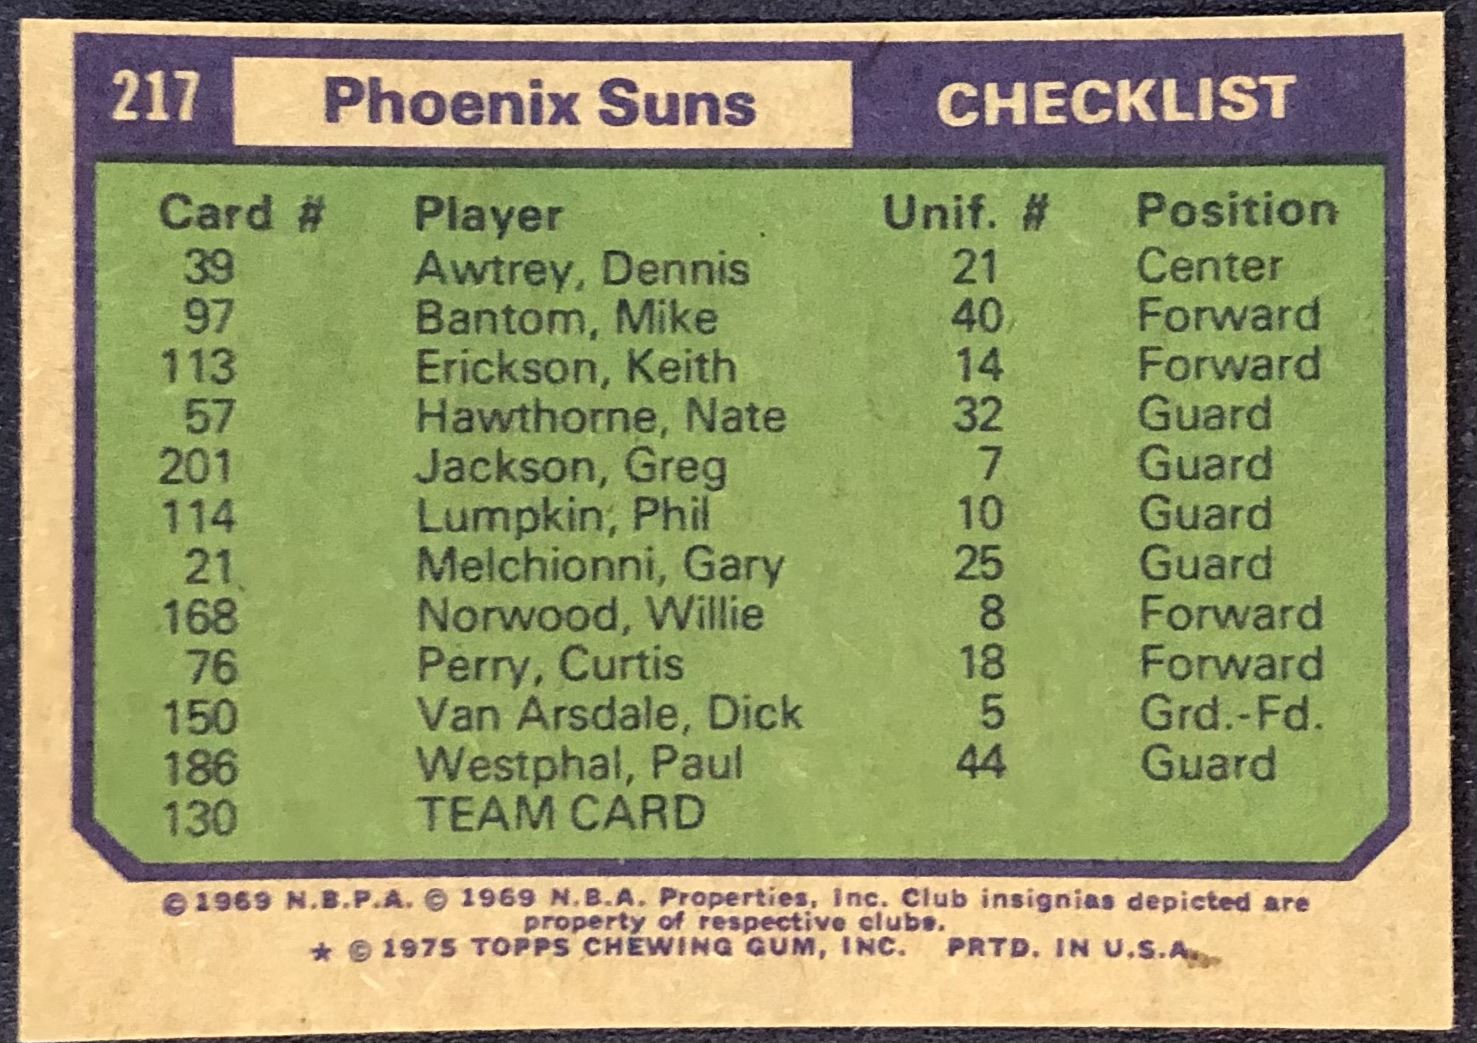 217 Phoenix Suns CHECKLIST
Card # Player Unif. # Position
39 Awtrey, Dennis 21 Center
97 Bantom, Mike 40 Forward
113 Erickson, Keith 14 Forward
57 Hawthorne, Nate 32 Guard
201 Jackson, Greg 7 Guard
114 Lumpkin, Phil 10 Guard
21 Melchionni, Gary 25 Guard
168 Norwood, Willie 8 Forward
76 Perry, Curtis 18 Forward
150 Van Arsdale, Dick 5 Grd.-Fd.
186 Westphal, Paul 44 Guard
130 TEAM CARD
© 1969 N.B.P.A. © 1969 N.B.A. Properties, Inc. Club insignias depicted are
property of respective clubs.
★ © 1975 TOPPS CHEWING GUM, INC. PRTD. IN U.S.A.